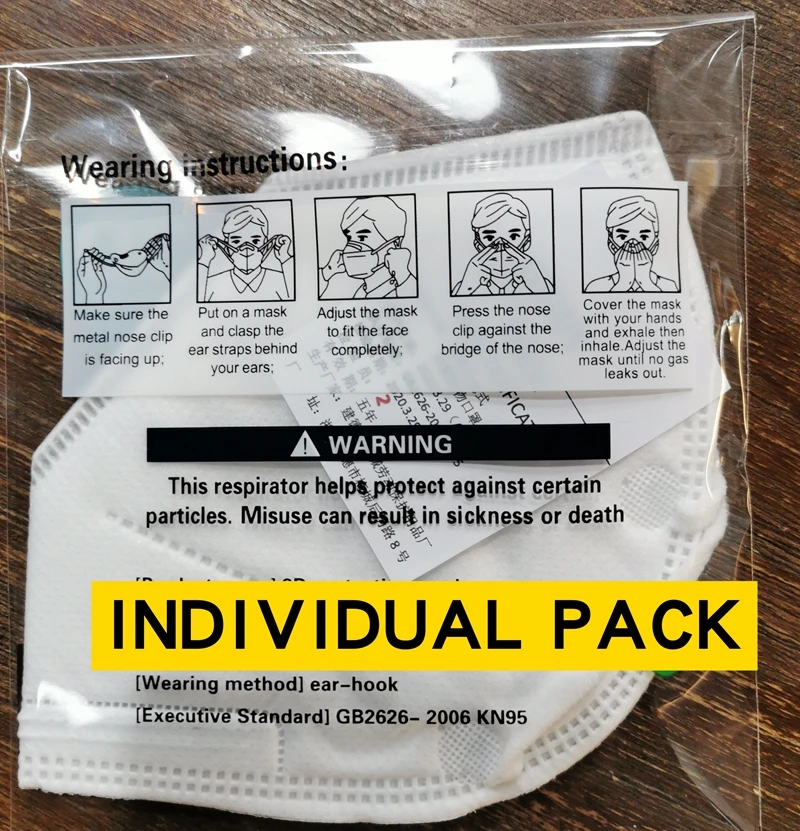 Wearing instructions:
Make sure the
metal nose clip
is facing up;
Put on a mask
and clasp the
ear straps behind
your ears;
Adjust the mask
to fit the face
completely;
Press the nose
clip against the
bridge of the nose;
Cover the mask
with your hands
and exhale then
inhale.Adjust the
mask until no gas
leaks out.
WARNING
This respirator helps protect against certain
particles. Misuse can result in sickness or death
INDIVIDUAL PACK
[Wearing method] ear-hook
[Executive Standard] GB2626- 2006 KN95